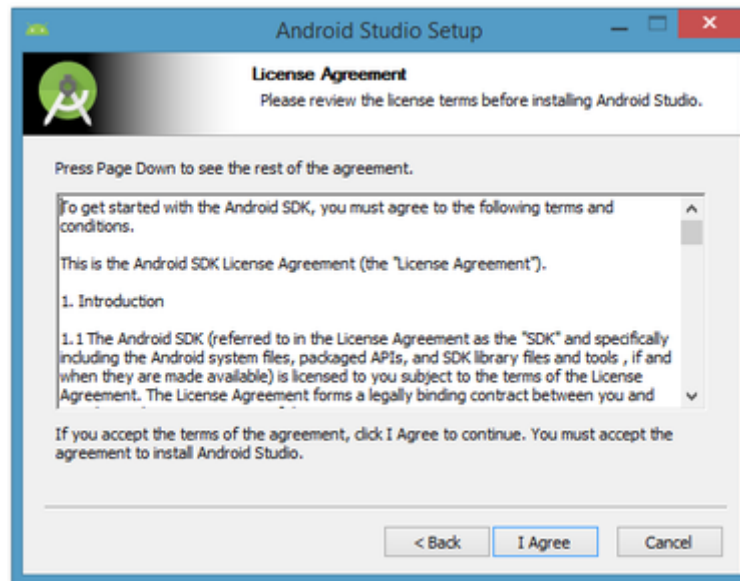 Android Studio Setup
License Agreement
Please review the license terms before installing Android Studio.
Press Page Down to see the rest of the agreement.
To get started with the Android SDK, you must agree to the following terms and
conditions.
This is the Android SDK License Agreement (the "License Agreement").
1. Introduction
1.1 The Android SDK (referred to in the License Agreement as the "SDK" and specifically
including the Android system files, packaged APIs, and SDK library files and tools , if and
when they are made available) is licensed to you subject to the terms of the License
Agreement. The License Agreement forms a legally binding contract between you and
If you accept the terms of the agreement, click I Agree to continue. You must accept the
agreement to install Android Studio.
< Back
I Agree
Cancel